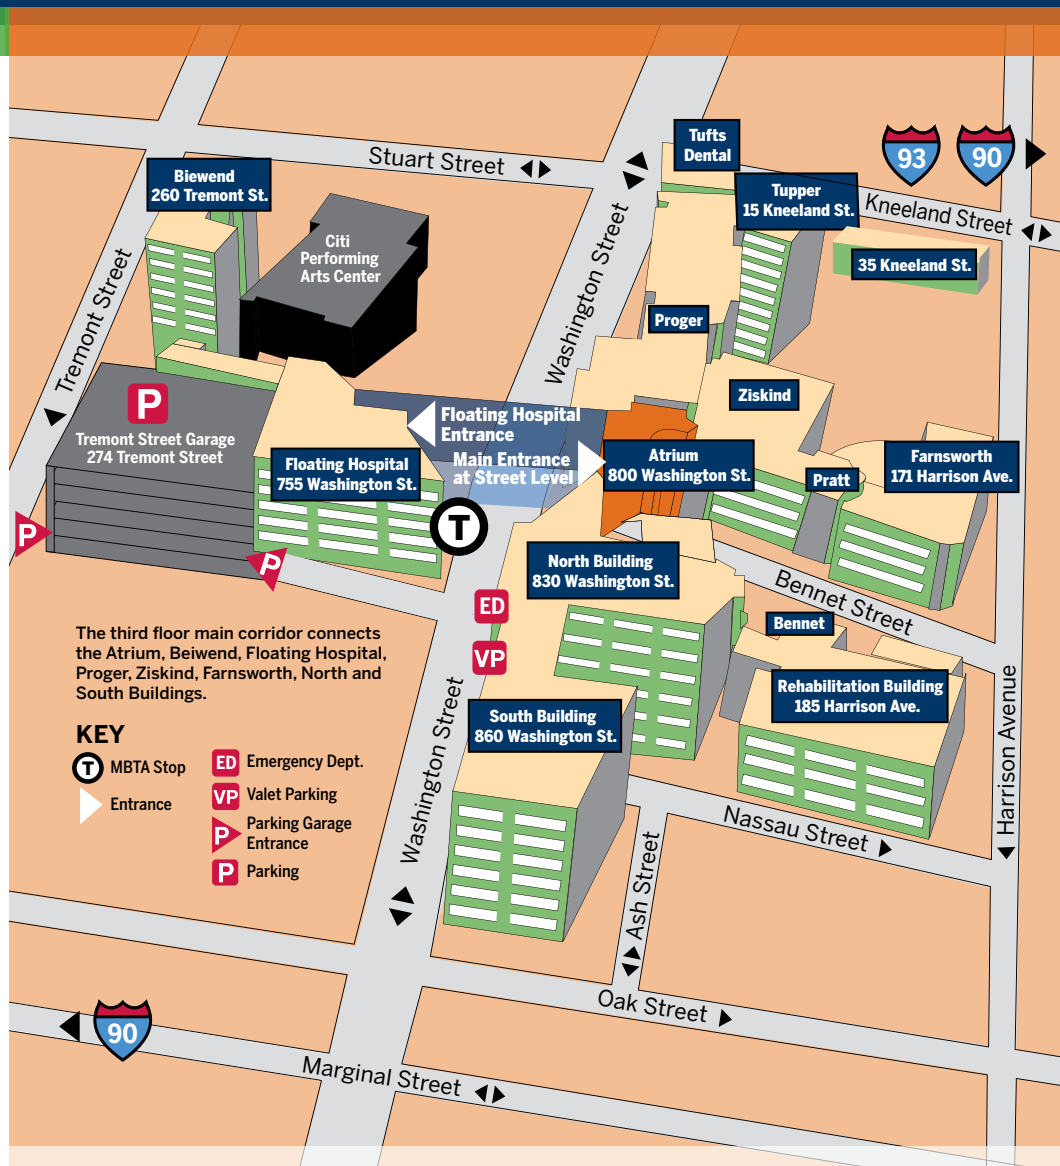 Tufts
Dental
93
90
Stuart Street
Biewend
260 Tremont St.
Tupper
15 Kneeland St.
Kneeland Street
Citi
Performing
Arts Center
35 Kneeland St.
Washington Street
Tremont Street
Proger
Ziskind
P
Tremont Street Garage
274 Tremont Street
Floating Hospital
Entrance
Main Entrance
at Street Level
Atrium
800 Washington St.
Farnsworth
171 Harrison Ave.
Floating Hospital
755 Washington St.
Pratt
P
T
P
North Building
830 Washington St.
Bennet Street
ED
VP
Bennet
The third floor main corridor connects
the Atrium, Beiwend, Floating Hospital,
Proger, Ziskind, Farnsworth, North and
South Buildings.
Rehabilitation Building
185 Harrison Ave.
South Building
860 Washington St.
Washington Street
Harrison Avenue
KEY
T MBTA Stop
Entrance
ED Emergency Dept.
VP Valet Parking
P Parking Garage
Entrance
P Parking
Nassau Street
Ash Street
Oak Street
90
Marginal Street